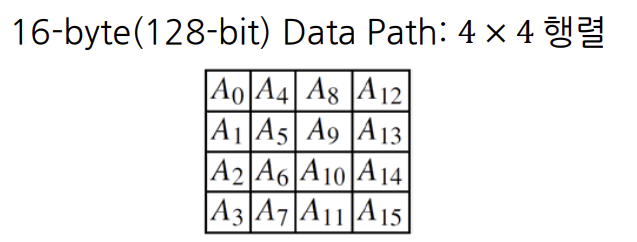 16-byte(128-bit) Data Path: 4 × 4 행렬
A0 A4 A8 A12
A1 A5 A9 A13
A2 A6 A10 A14
A3 A7 A11 A15